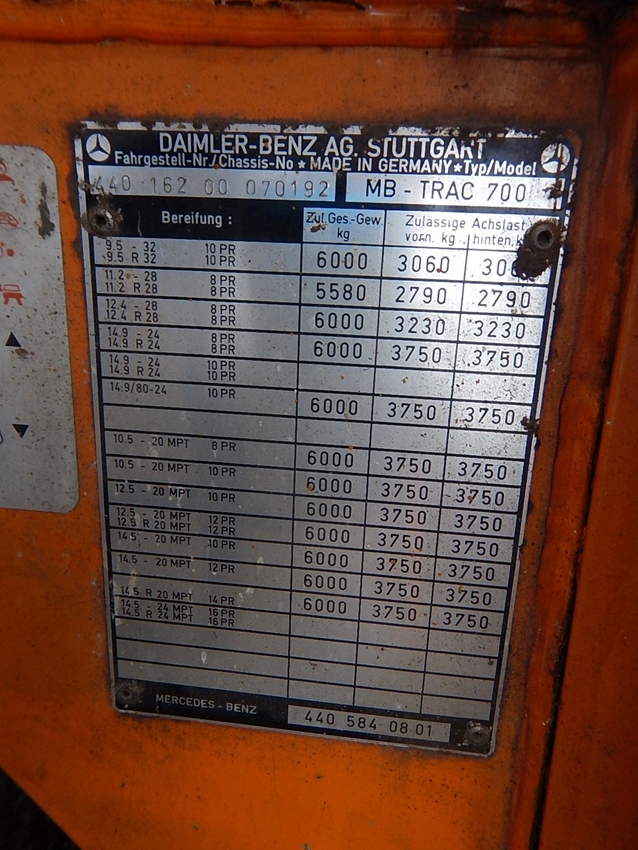 DAIMLER-BENZ AG. STUTTGART
Fahrgestell-Nr./Chassis-No ★ MADE IN GERMANY ★ Typ/Model
440 162 00 070192 MB - TRAC 700
Bereifung : Zul. Ges.-Gew. kg Zulässige Achslast vorn. kg hinten.
9.5 - 32 10 PR
9.5 R 32 10 PR 6000 3060
11.2 - 28 8 PR
11.2 R 28 8 PR 5580 2790 2790
12.4 - 28 8 PR
12.4 R 28 8 PR 6000 3230 3230
14.9 - 24 8 PR
14.9 R 24 8 PR 6000 3750 3750
14.9 - 24 10 PR
14.9 R 24 10 PR
14.9/80-24 10 PR
6000 3750 3750
10.5 - 20 MPT 8 PR 6000 3750 3750
10.5 - 20 MPT 10 PR 6000 3750 3750
12.5 - 20 MPT 10 PR 6000 3750 3750
12.5 - 20 MPT 12 PR
R 20 MPT 12 PR 6000 3750 3750
14.5 - 20 MPT 10 PR 6000 3750 3750
14.5 - 20 MPT 12 PR 6000 3750 3750
14.5 R 20 MPT 14 PR 6000 3750 3750
14.5 - 24 MPT 16 PR
14.5 R 24 MPT 16 PR
MERCEDES - BENZ 440 584 08 01